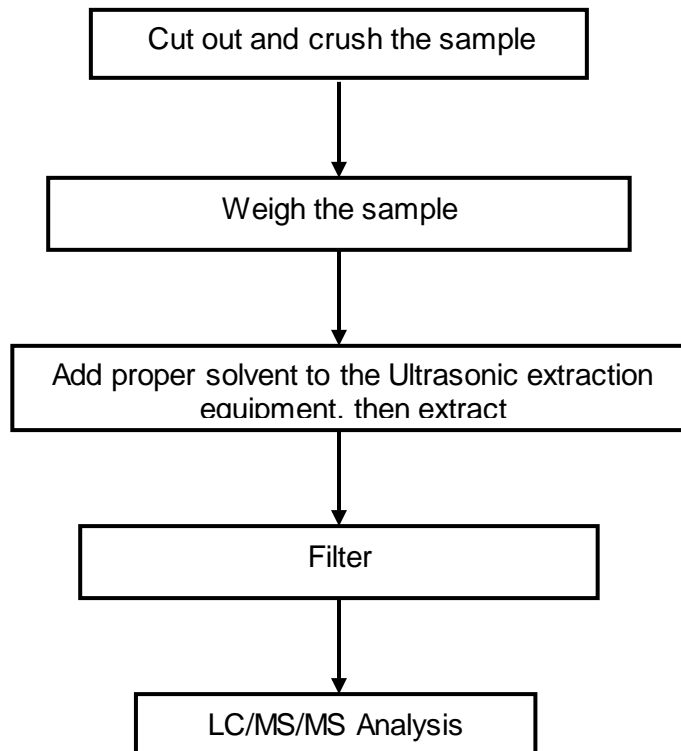 Cut out and crush the sample
Weigh the sample
Add proper solvent to the Ultrasonic extraction
equipment, then extract
Filter
LC/MS/MS Analysis